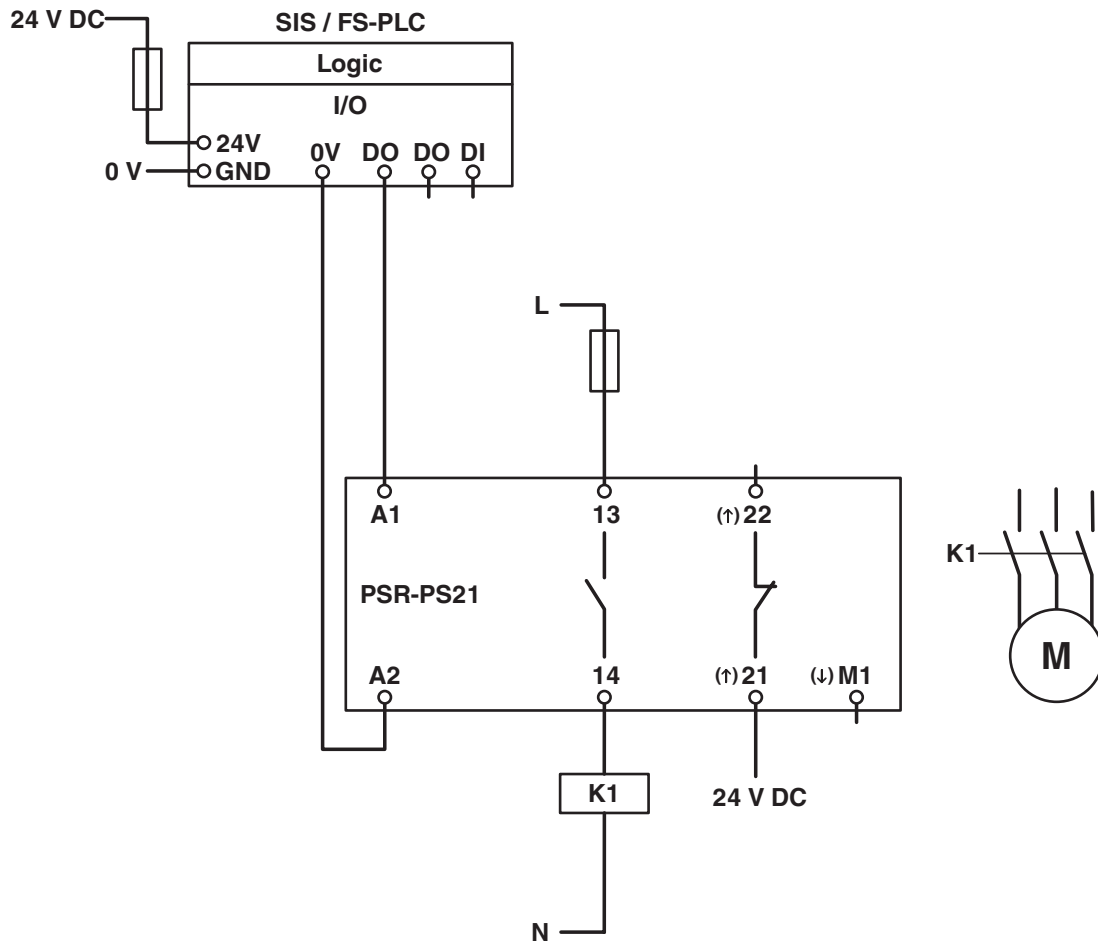 24 V DC
SIS / FS-PLC
Logic
I/O
24V
0V DO DO DI
0 V GND
L
A1 13 (↑) 22
K1
PSR-PS21
M
A2 14 (↑) 21 (↓) M1
K1
24 V DC
N